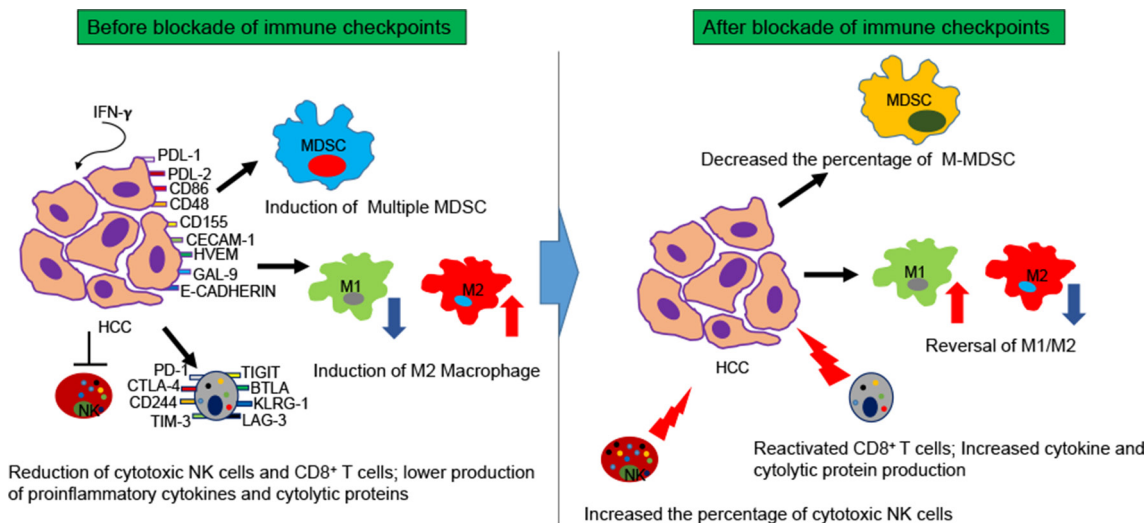 Before blockade of immune checkpoints
IFN-γ
PDL-1
PDL-2
CD86
CD48
CD155
CECAM-1
HVEM
GAL-9
E-CADHERIN
HCC
MDSC
Induction of Multiple MDSC
M1
M2
Induction of M2 Macrophage
NK
PD-1
CTLA-4
CD244
TIM-3
TIGIT
BTLA
KLRG-1
LAG-3
Reduction of cytotoxic NK cells and CD8⁺ T cells; lower production
of proinflammatory cytokines and cytolytic proteins
After blockade of immune checkpoints
MDSC
Decreased the percentage of M-MDSC
HCC
M1
M2
Reversal of M1/M2
NK
Reactivated CD8⁺ T cells; Increased cytokine and
cytolytic protein production
Increased the percentage of cytotoxic NK cells